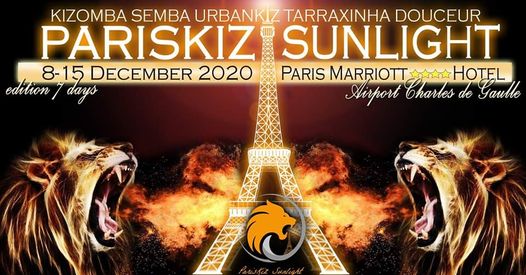 KIZOMBA SEMBA URBANKIZ TARRAXINHA DOUCEUR
PARISKIZ SUNLIGHT
8-15 DECEMBER 2020 PARIS MARRIOTT HOTEL
edition 7 days Airport Charles de Gaulle
PARISKIZ Sunlight